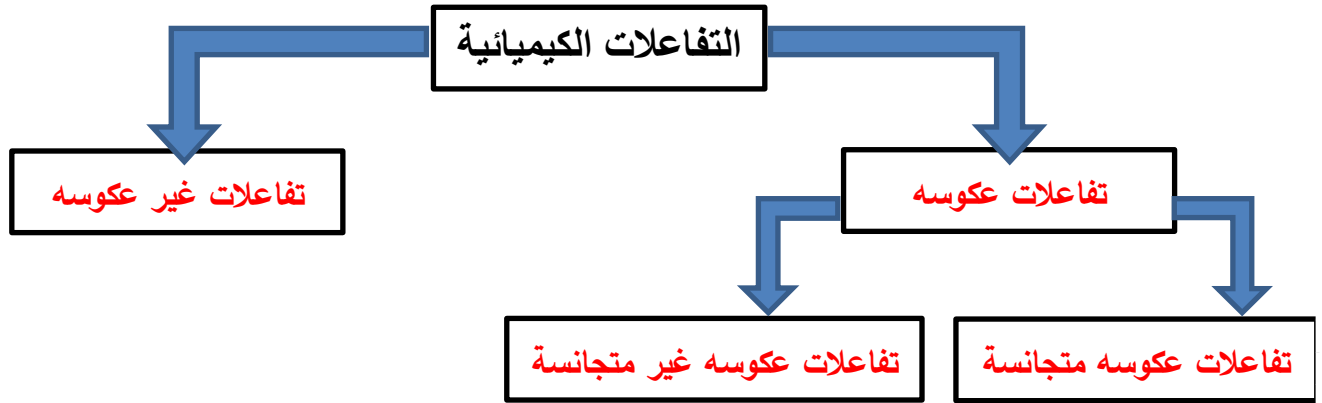 التفاعلات الكيميائية
تفاعلات عكوسه
تفاعلات غير عكوسه
تفاعلات عكوسه متجانسة
تفاعلات عكوسه غير متجانسة